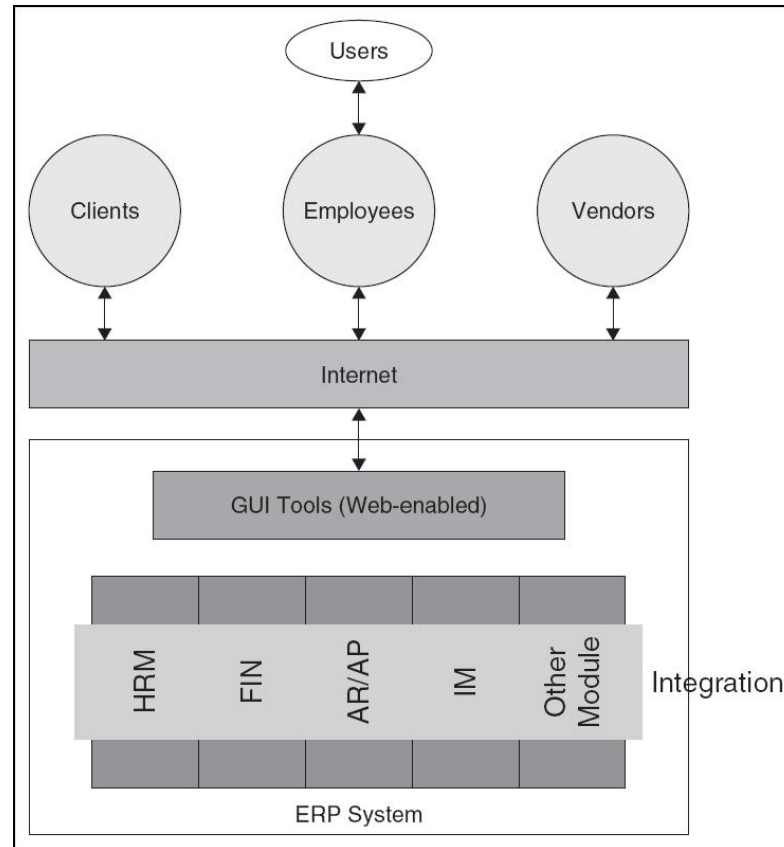 Users
Clients
Employees
Vendors
Internet
GUI Tools (Web-enabled)
HRM
FIN
AR/AP
IM
Other
Module
Integration
ERP System